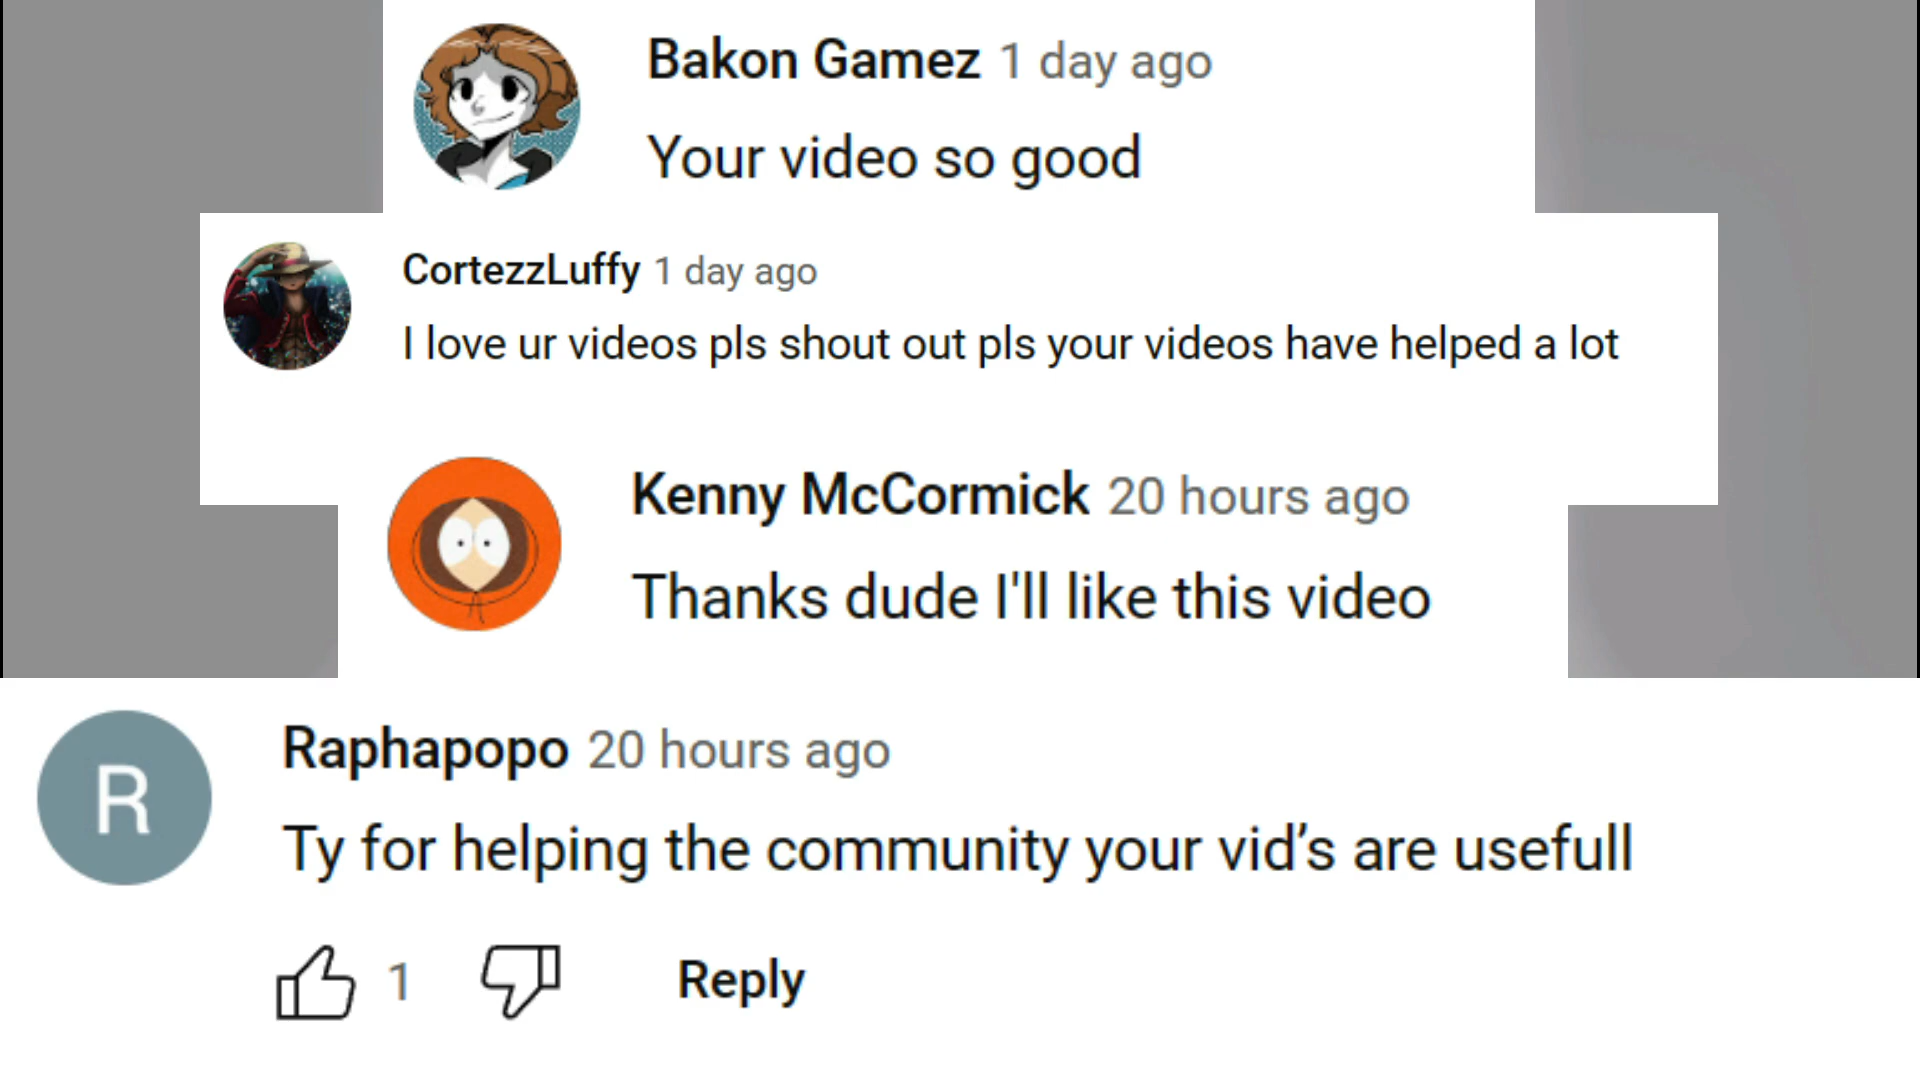 Bakon Gamez 1 day ago
Your video so good
CortezzLuffy 1 day ago
I love ur videos pls shout out pls your videos have helped a lot
Kenny McCormick 20 hours ago
Thanks dude I'll like this video
R
Raphapopo 20 hours ago
Ty for helping the community your vid’s are usefull
1 Reply